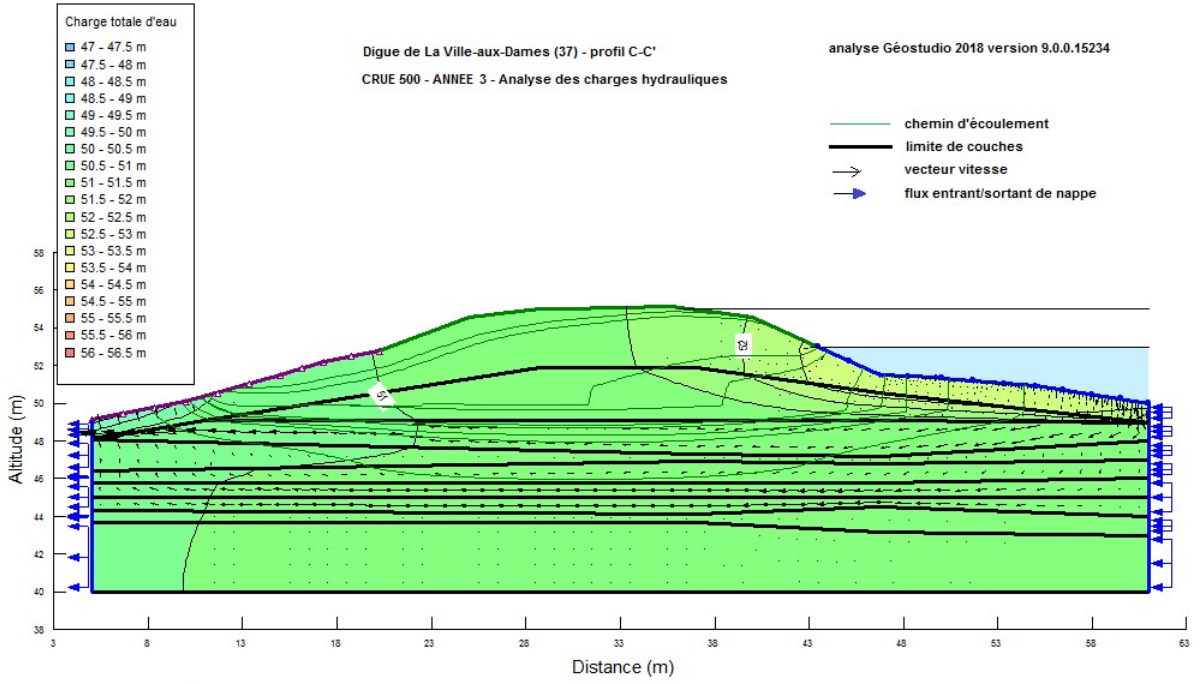 Charge totale d'eau
47 - 47.5 m
47.5 - 48 m
48 - 48.5 m
48.5 - 49 m
49 - 49.5 m
49.5 - 50 m
50 - 50.5 m
50.5 - 51 m
51 - 51.5 m
51.5 - 52 m
52 - 52.5 m
52.5 - 53 m
53 - 53.5 m
53.5 - 54 m
54 - 54.5 m
54.5 - 55 m
55 - 55.5 m
55.5 - 56 m
56 - 56.5 m
Digue de La Ville-aux-Dames (37) - profil C-C'
CRUE 500 - ANNEE 3 - Analyse des charges hydrauliques
analyse Géostudio 2018 version 9.0.0.15234
chemin d'écoulement
limite de couches
vecteur vitesse
flux entrant/sortant de nappe
Altitude (m)
58
56
54
52
50
48
46
44
42
40
38
52
51
3 8 13 18 23 28 33 38 43 48 53 58 63
Distance (m)